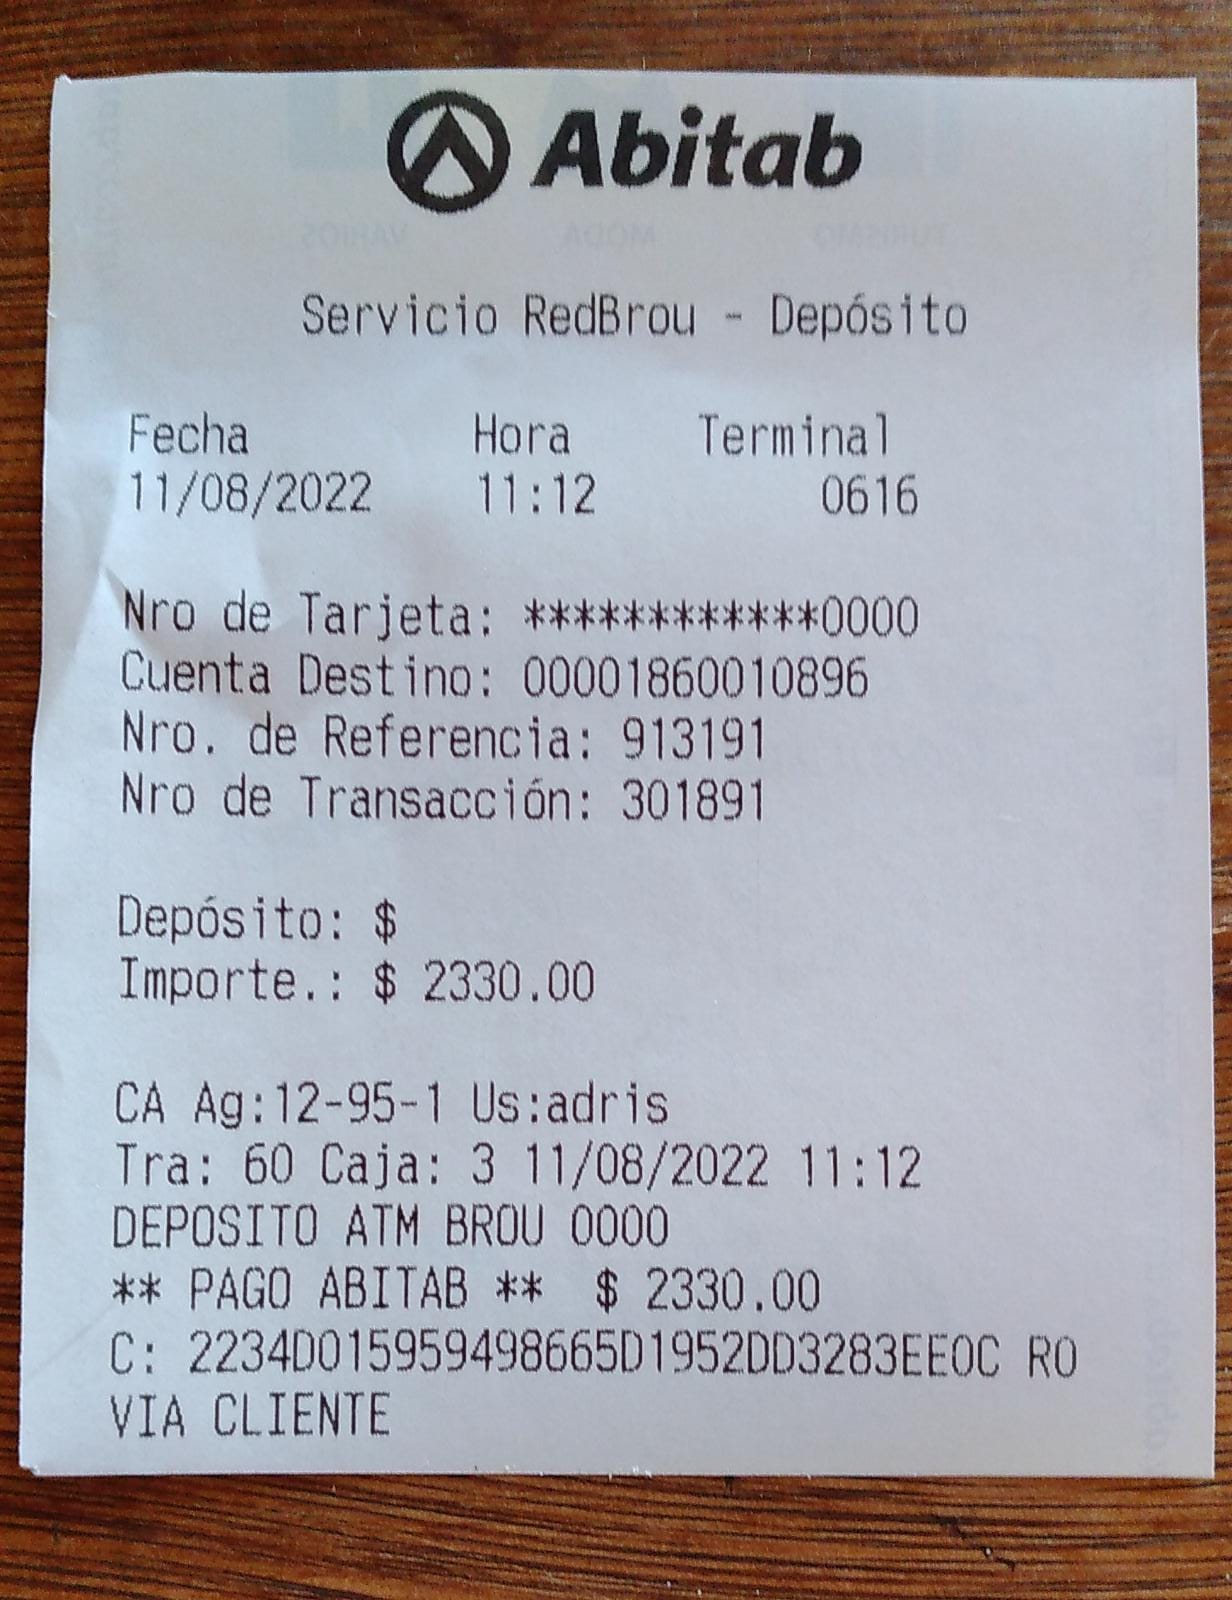 Abitab
Servicio RedBrou - Depósito
Fecha Hora Terminal
11/08/2022 11:12 0616
Nro de Tarjeta: ************0000
Cuenta Destino: 00001860010896
Nro. de Referencia: 913191
Nro de Transacción: 301891
Depósito: $
Importe.: $ 2330.00
CA Ag:12-95-1 Us:adris
Tra: 60 Caja: 3 11/08/2022 11:12
DEPOSITO ATM BROU 0000
** PAGO ABITAB ** $ 2330.00
C: 2234D015959498665D1952DD3283EE0C RO
VIA CLIENTE